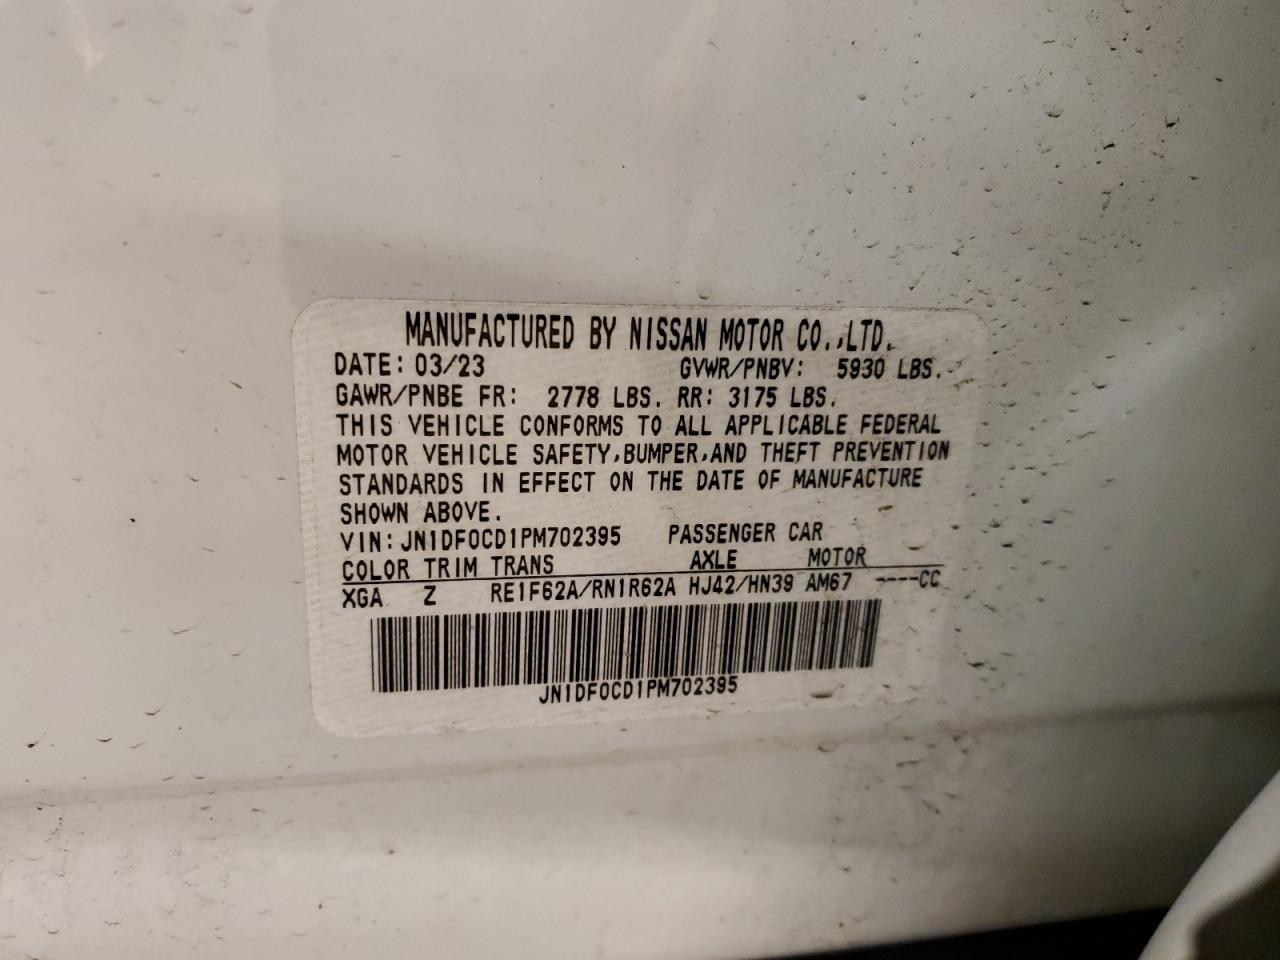 MANUFACTURED BY NISSAN MOTOR CO.,LTD.
DATE: 03/23 GVWR/PNBV: 5930 LBS.
GAWR/PNBE FR: 2778 LBS. RR: 3175 LBS.
THIS VEHICLE CONFORMS TO ALL APPLICABLE FEDERAL
MOTOR VEHICLE SAFETY,BUMPER,AND THEFT PREVENTION
STANDARDS IN EFFECT ON THE DATE OF MANUFACTURE
SHOWN ABOVE.
VIN: JN1DF0CD1PM702395 PASSENGER CAR
COLOR TRIM TRANS AXLE MOTOR
XGA Z RE1F62A/RN1R62A HJ42/HN39 AM67 ----CC
JN1DF0CD1PM702395